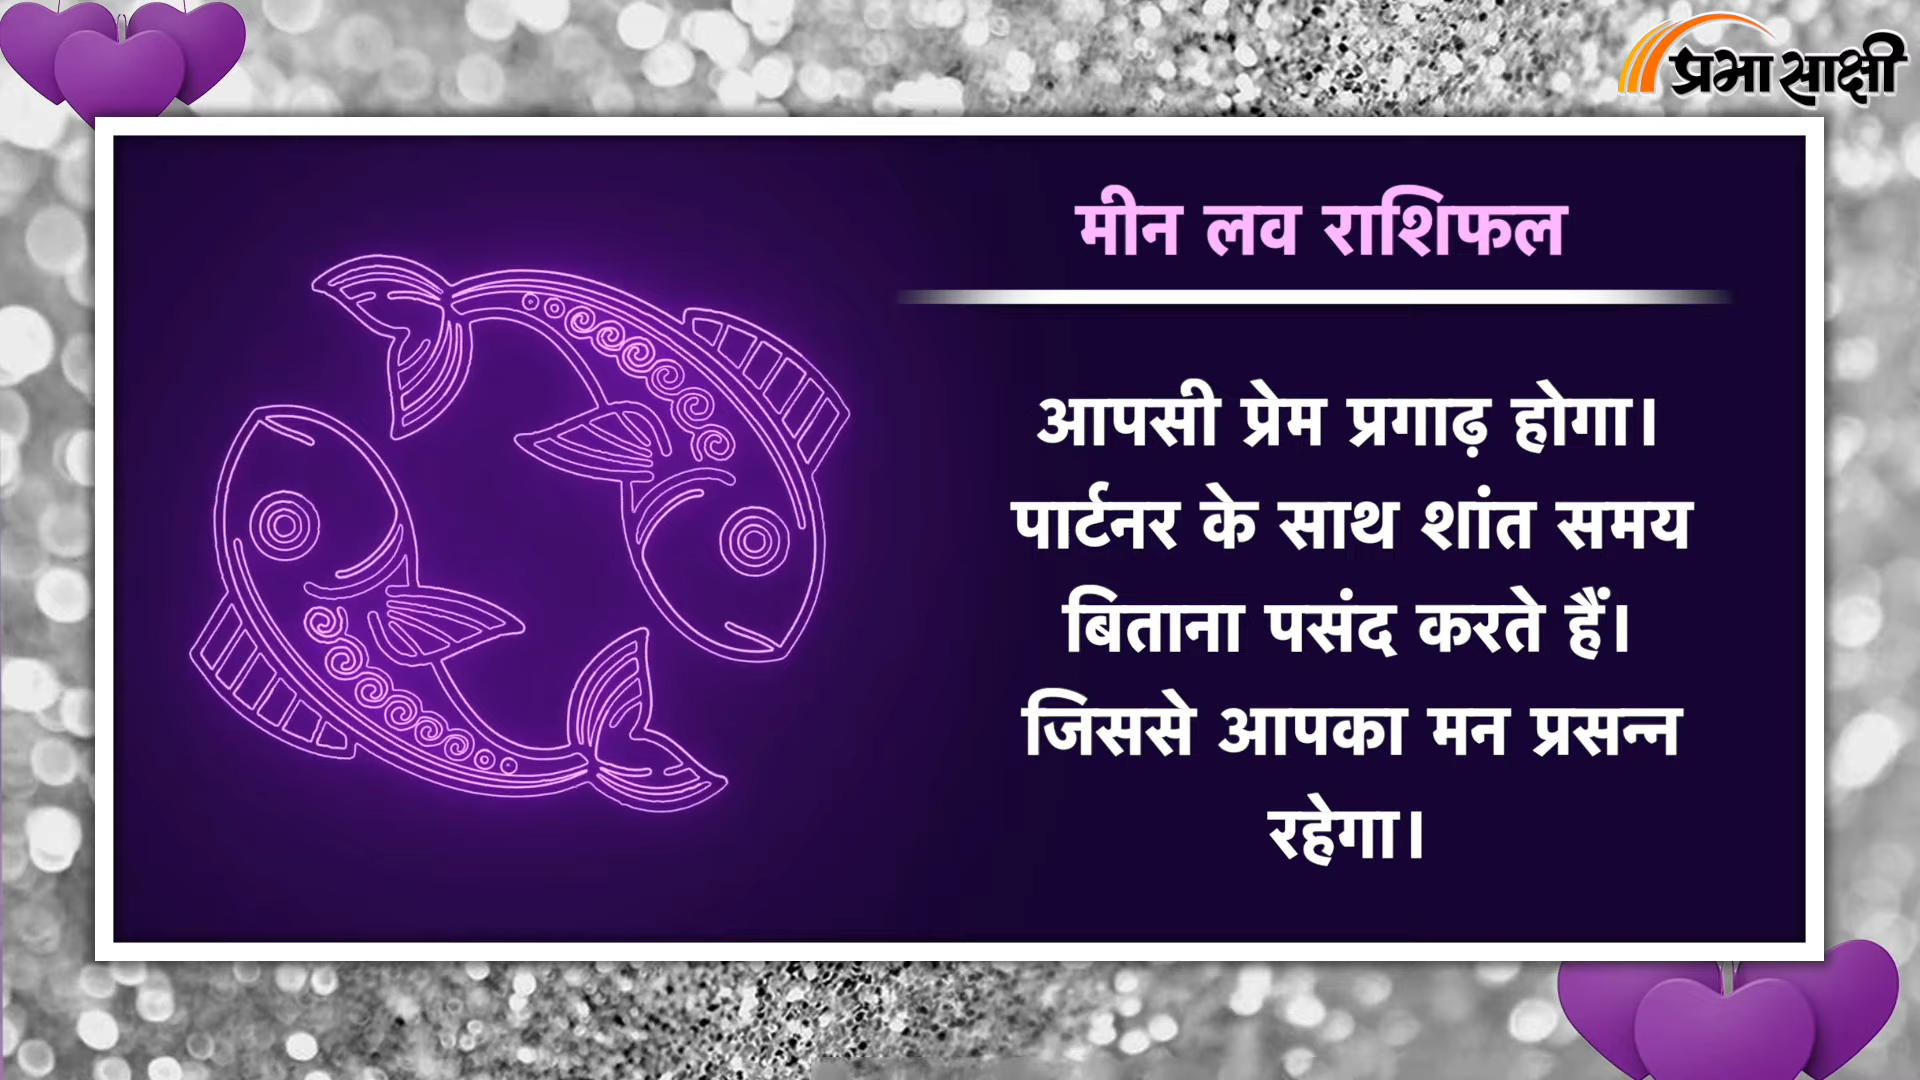 प्रभासाक्षी
मीन लव राशिफल
आपसी प्रेम प्रगाढ़ होगा।
पार्टनर के साथ शांत समय
बिताना पसंद करते हैं।
जिससे आपका मन प्रसन्न
रहेगा।